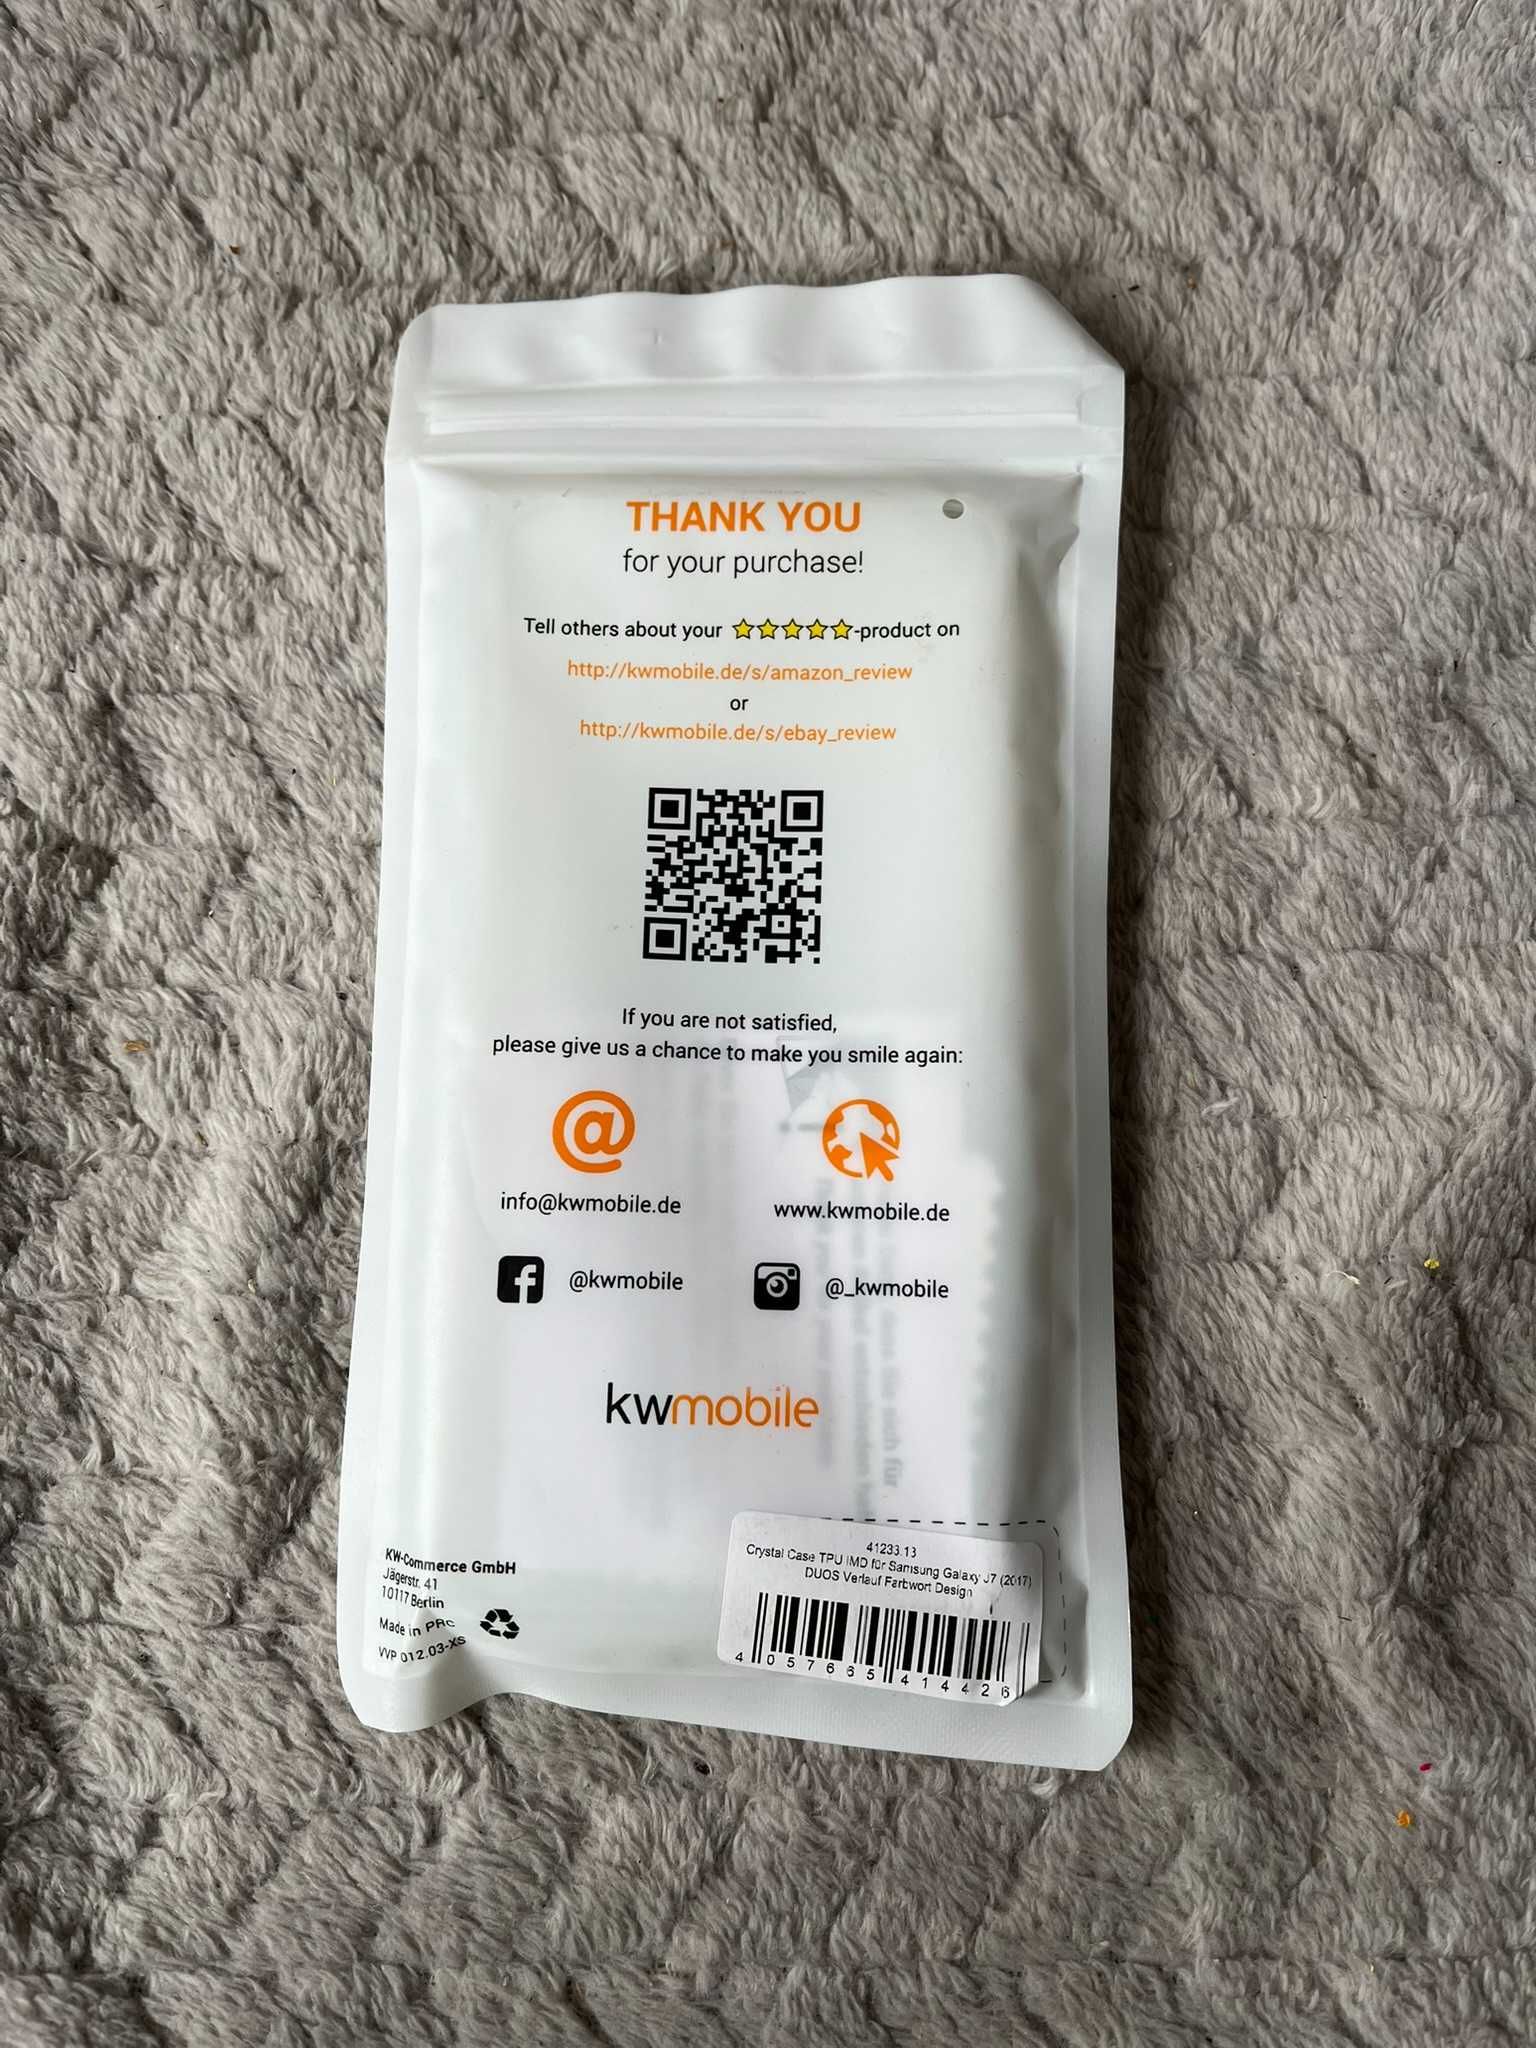 THANK YOU
for your purchase!
Tell others about your ★★★★★-product on
http://kwmobile.de/s/amazon_review
or
http://kwmobile.de/s/ebay_review
If you are not satisfied,
please give us a chance to make you smile again:
info@kwmobile.de
www.kwmobile.de
@kwmobile
@_kwmobile
kwmobile
KW-Commerce GmbH
Jägerstr. 41
10117 Berlin
Made in PRC
VVP 012.03-XS
41233.13
Crystal Case TPU IMD für Samsung Galaxy J7 (2017)
DUOS Verlauf Farbwort Design
4 057665 414426